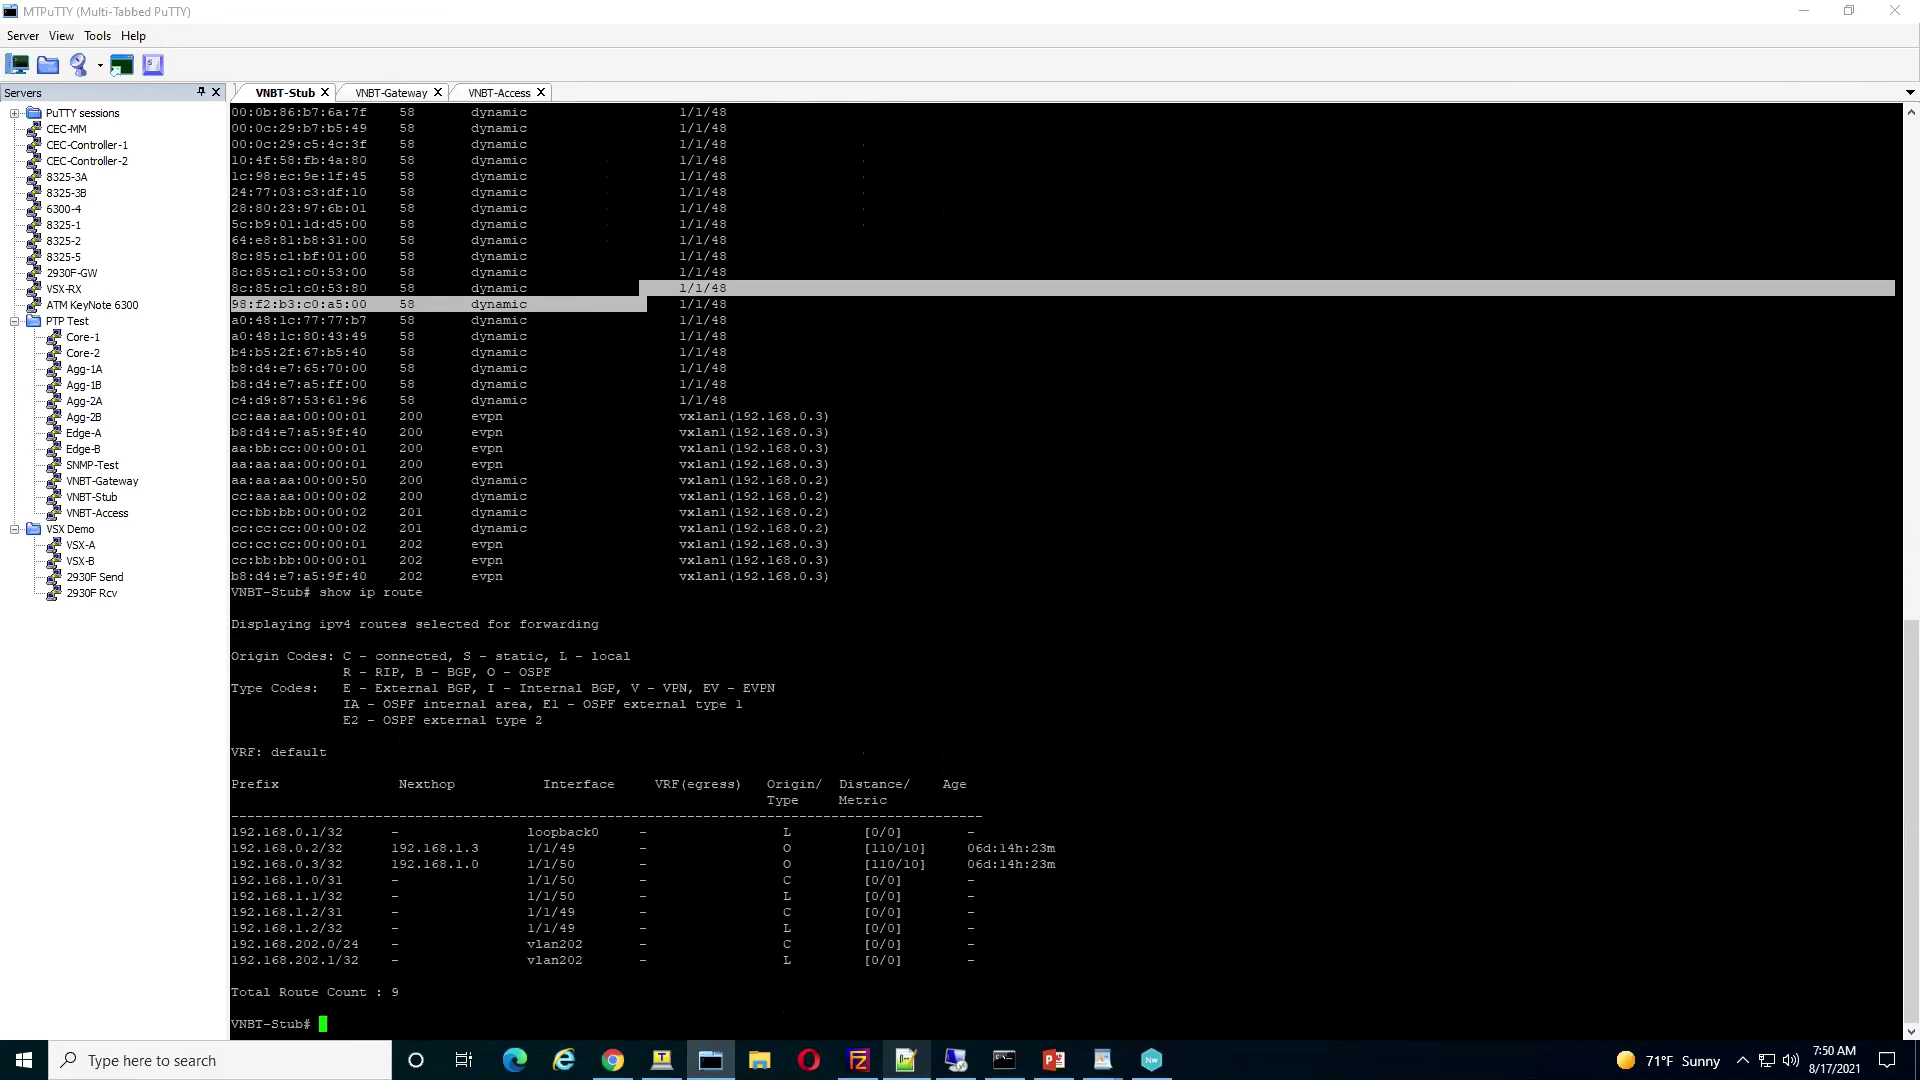 MTPuTTY (Multi-Tabbed PuTTY)
Server View Tools Help
Servers
VNBT-Stub VNBT-Gateway VNBT-Access
PuTTY sessions
CEC-MM
CEC-Controller-1
CEC-Controller-2
8325-3A
8325-3B
6300-4
8325-1
8325-2
8325-5
2930F-GW
VSX-RX
ATM KeyNote 6300
PTP Test
Core-1
Core-2
Agg-1A
Agg-1B
Agg-2A
Agg-2B
Edge-A
Edge-B
SNMP-Test
VNBT-Gateway
VNBT-Stub
VNBT-Access
VSX Demo
VSX-A
VSX-B
2930F Send
2930F Rcv
00:0b:86:b7:6a:7f 58 dynamic 1/1/48
00:0c:29:b7:b5:49 58 dynamic 1/1/48
00:0c:29:c5:4c:3f 58 dynamic 1/1/48
10:4f:58:fb:4a:80 58 dynamic 1/1/48
1c:98:ec:9e:1f:45 58 dynamic 1/1/48
24:77:03:c3:df:10 58 dynamic 1/1/48
28:80:23:97:6b:01 58 dynamic 1/1/48
5c:b9:01:1d:d5:00 58 dynamic 1/1/48
64:e8:81:b8:31:00 58 dynamic 1/1/48
8c:85:c1:bf:01:00 58 dynamic 1/1/48
8c:85:c1:c0:53:00 58 dynamic 1/1/48
8c:85:c1:c0:53:80 58 dynamic 1/1/48
98:f2:b3:c0:a5:00 58 dynamic 1/1/48
a0:48:1c:77:77:b7 58 dynamic 1/1/48
a0:48:1c:80:43:49 58 dynamic 1/1/48
b4:b5:2f:67:b5:40 58 dynamic 1/1/48
b8:d4:e7:65:70:00 58 dynamic 1/1/48
b8:d4:e7:a5:ff:00 58 dynamic 1/1/48
c4:d9:87:53:61:96 58 dynamic 1/1/48
cc:aa:aa:00:00:01 200 evpn vxlan1(192.168.0.3)
b8:d4:e7:a5:9f:40 200 evpn vxlan1(192.168.0.3)
aa:bb:cc:00:00:01 200 evpn vxlan1(192.168.0.3)
aa:aa:aa:00:00:01 200 evpn vxlan1(192.168.0.3)
aa:aa:aa:00:00:50 200 dynamic vxlan1(192.168.0.2)
cc:aa:aa:00:00:02 200 dynamic vxlan1(192.168.0.2)
cc:bb:bb:00:00:02 201 dynamic vxlan1(192.168.0.2)
cc:cc:cc:00:00:02 201 dynamic vxlan1(192.168.0.2)
cc:cc:cc:00:00:01 202 evpn vxlan1(192.168.0.3)
cc:bb:bb:00:00:01 202 evpn vxlan1(192.168.0.3)
b8:d4:e7:a5:9f:40 202 evpn vxlan1(192.168.0.3)
VNBT-Stub# show ip route
Displaying ipv4 routes selected for forwarding
Origin Codes: C - connected, S - static, L - local
R - RIP, B - BGP, O - OSPF
Type Codes: E - External BGP, I - Internal BGP, V - VPN, EV - EVPN
IA - OSPF internal area, E1 - OSPF external type 1
E2 - OSPF external type 2
VRF: default
Prefix Nexthop Interface VRF(egress) Origin/ Distance/ Age
Type Metric
--------------------------------------------------------------------------------------------
192.168.0.1/32 - loopback0 - L [0/0] -
192.168.0.2/32 192.168.1.3 1/1/49 - O [110/10] 06d:14h:23m
192.168.0.3/32 192.168.1.0 1/1/50 - O [110/10] 06d:14h:23m
192.168.1.0/31 - 1/1/50 - C [0/0] -
192.168.1.1/32 - 1/1/50 - L [0/0] -
192.168.1.2/31 - 1/1/49 - C [0/0] -
192.168.1.2/32 - 1/1/49 - L [0/0] -
192.168.202.0/24 - vlan202 - C [0/0] -
192.168.202.1/32 - vlan202 - L [0/0] -
Total Route Count : 9
VNBT-Stub#
Type here to search
71°F Sunny
7:50 AM
8/17/2021